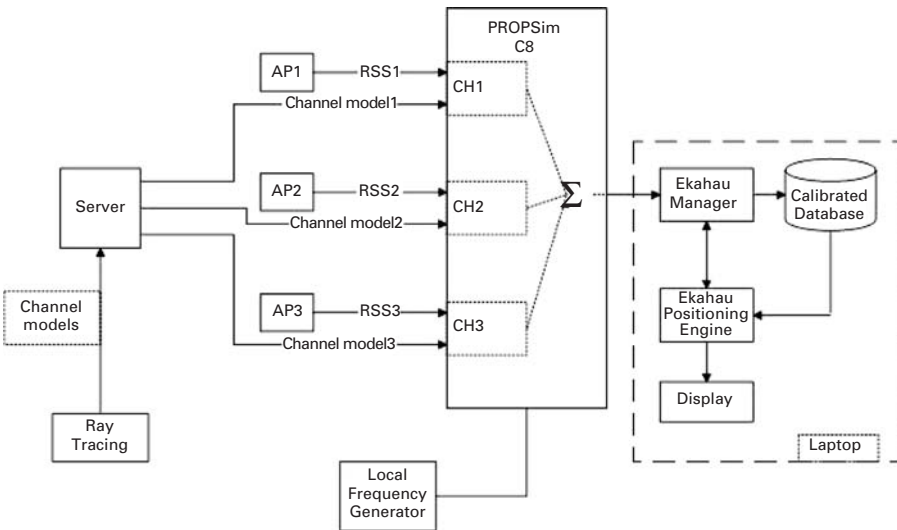 PROPSim
C8
AP1
RSS1
CH1
Channel model1
Server
AP2
RSS2
CH2
Channel model2
Σ
Ekahau
Manager
Calibrated
Database
Channel
models
AP3
RSS3
CH3
Channel model3
Ekahau
Positioning
Engine
Display
Ray
Tracing
Laptop
Local
Frequency
Generator